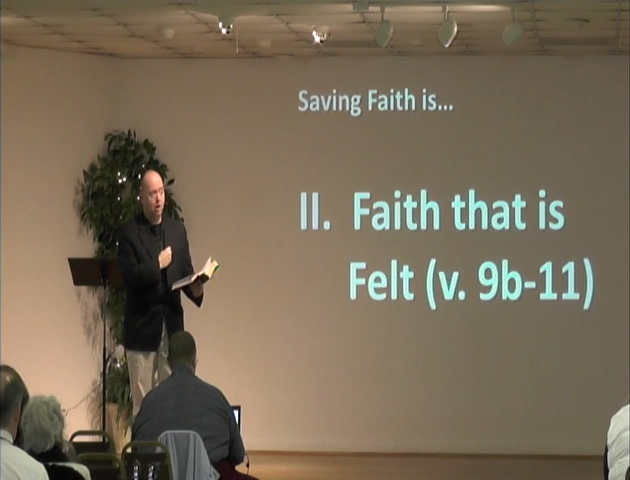 Saving Faith is...
II. Faith that is
Felt (v. 9b-11)